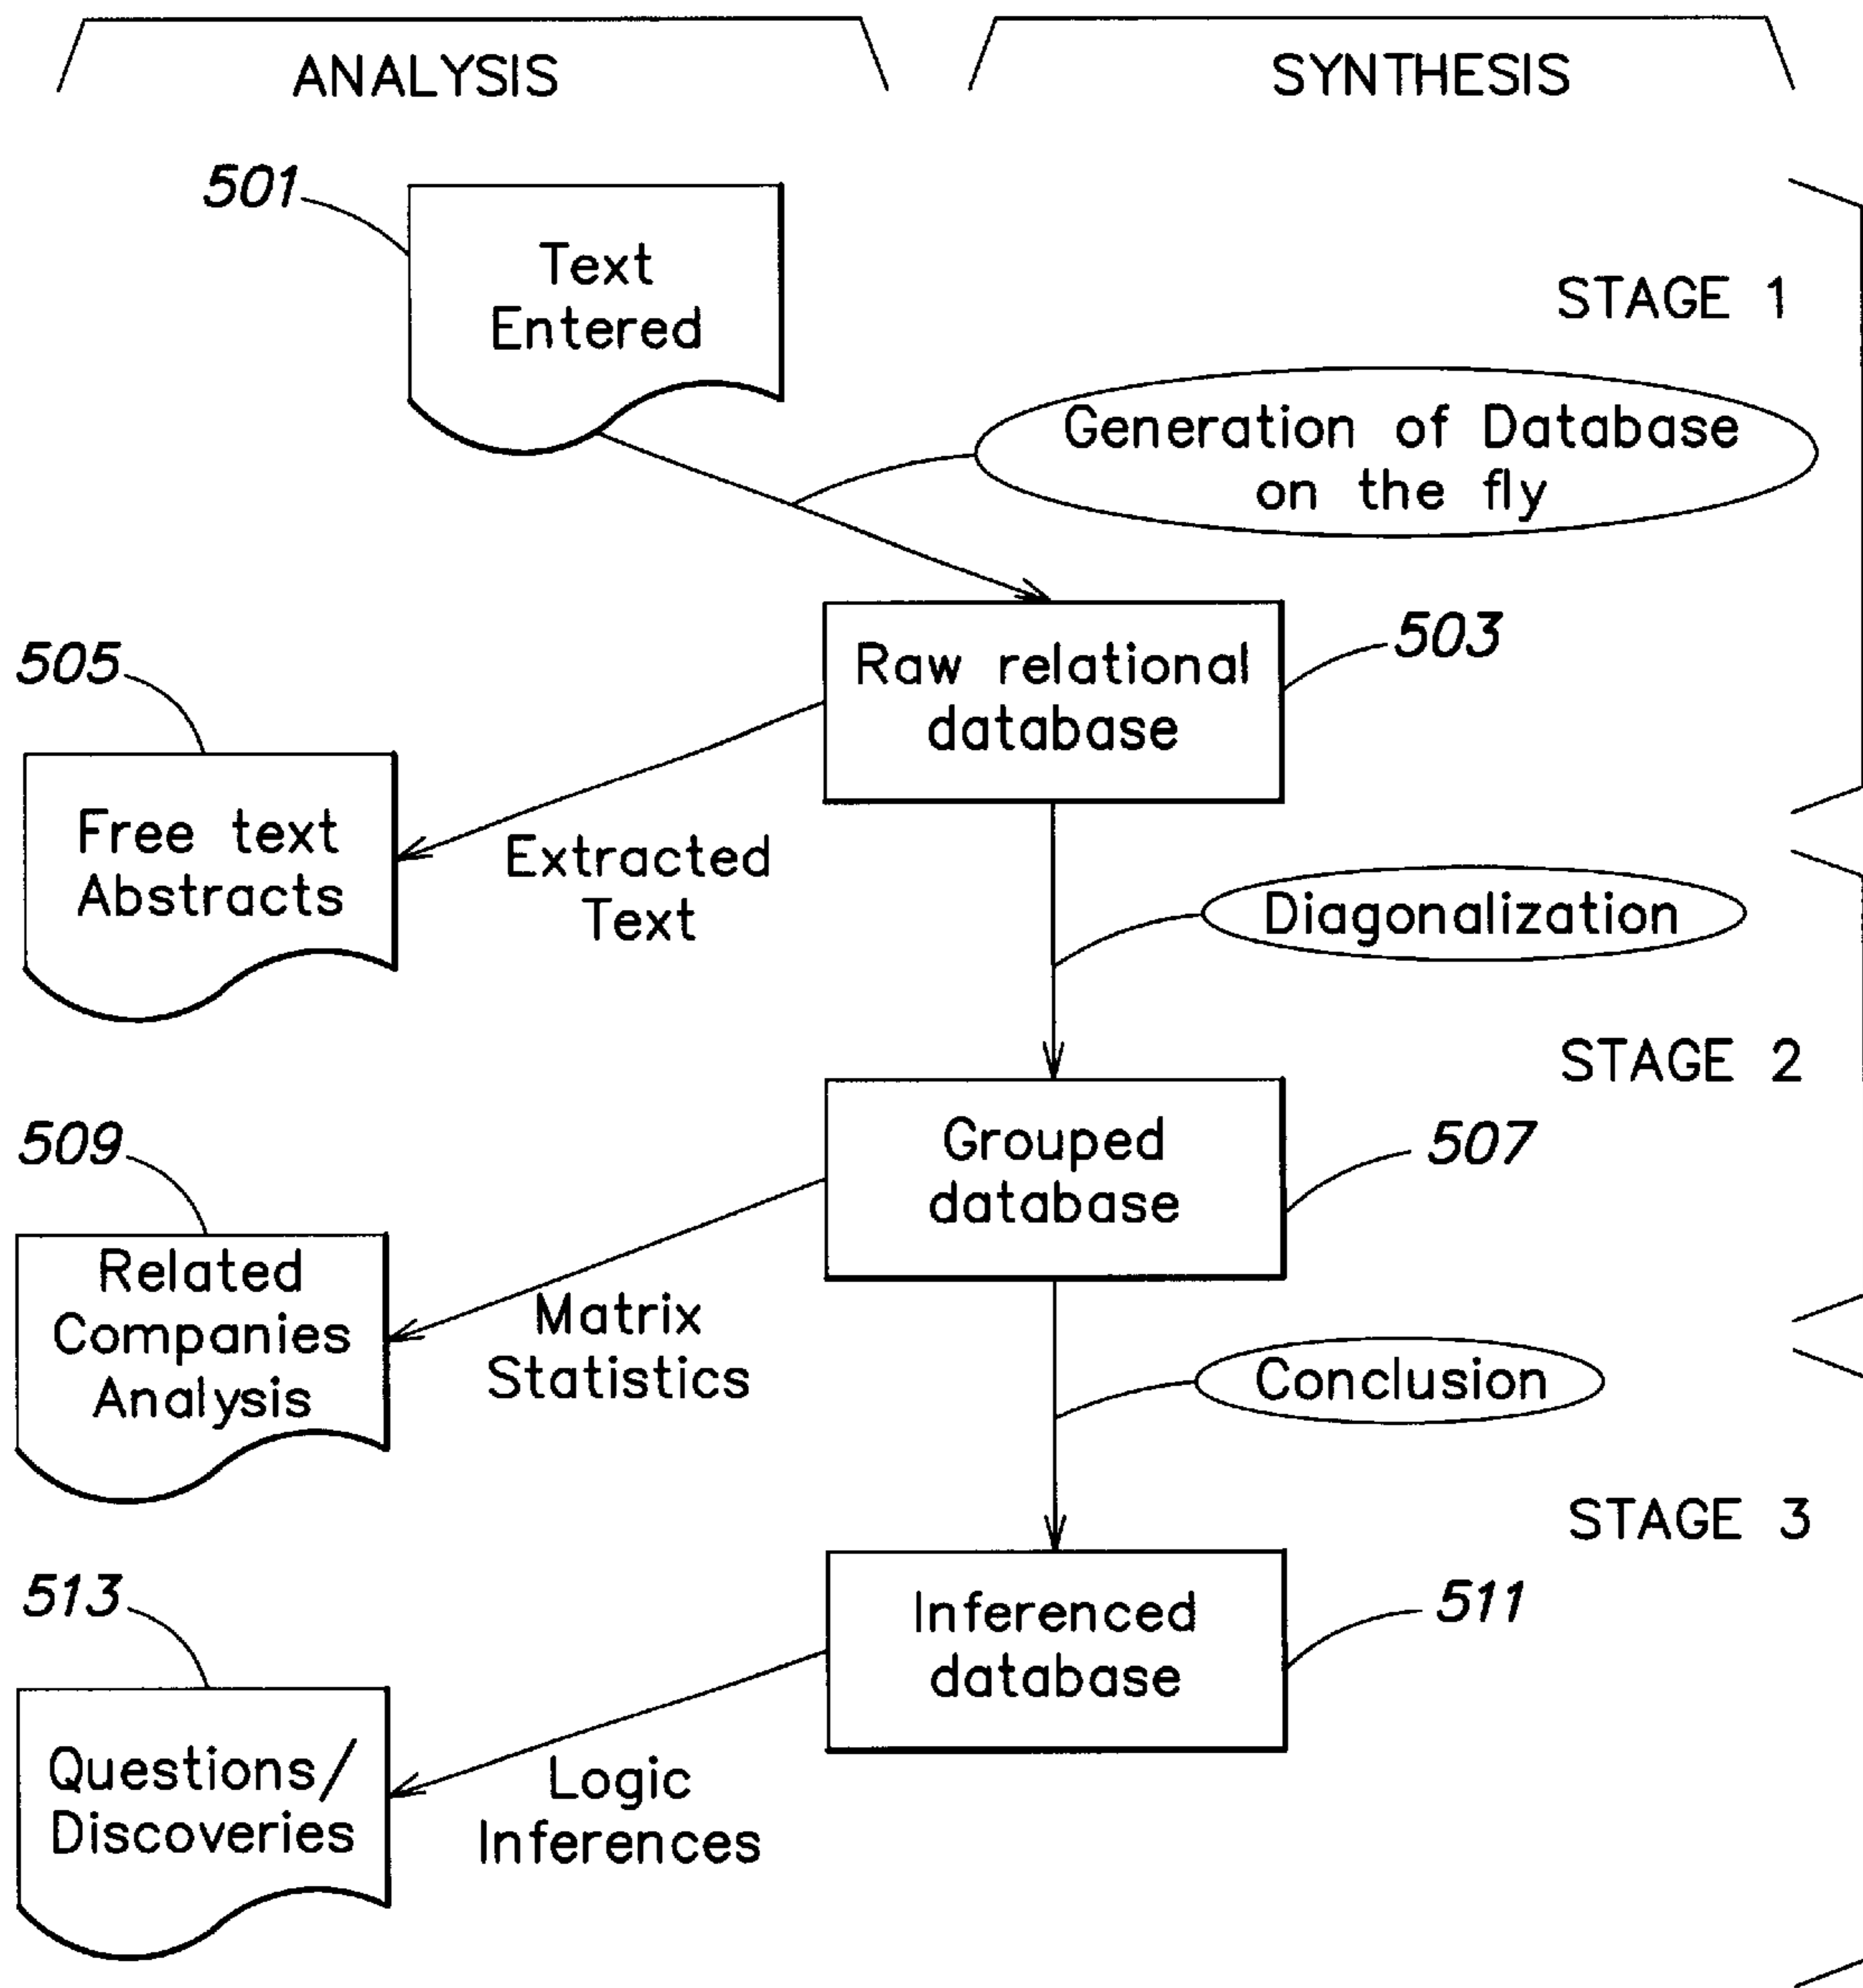 ANALYSIS
SYNTHESIS
501
Text
Entered
STAGE 1
Generation of Database
on the fly
503
Raw relational
database
505
Free text
Abstracts
Extracted
Text
Diagonalization
STAGE 2
Grouped
database
507
509
Related
Companies
Analysis
Matrix
Statistics
Conclusion
STAGE 3
Inferenced
database
511
513
Questions/
Discoveries
Logic
Inferences